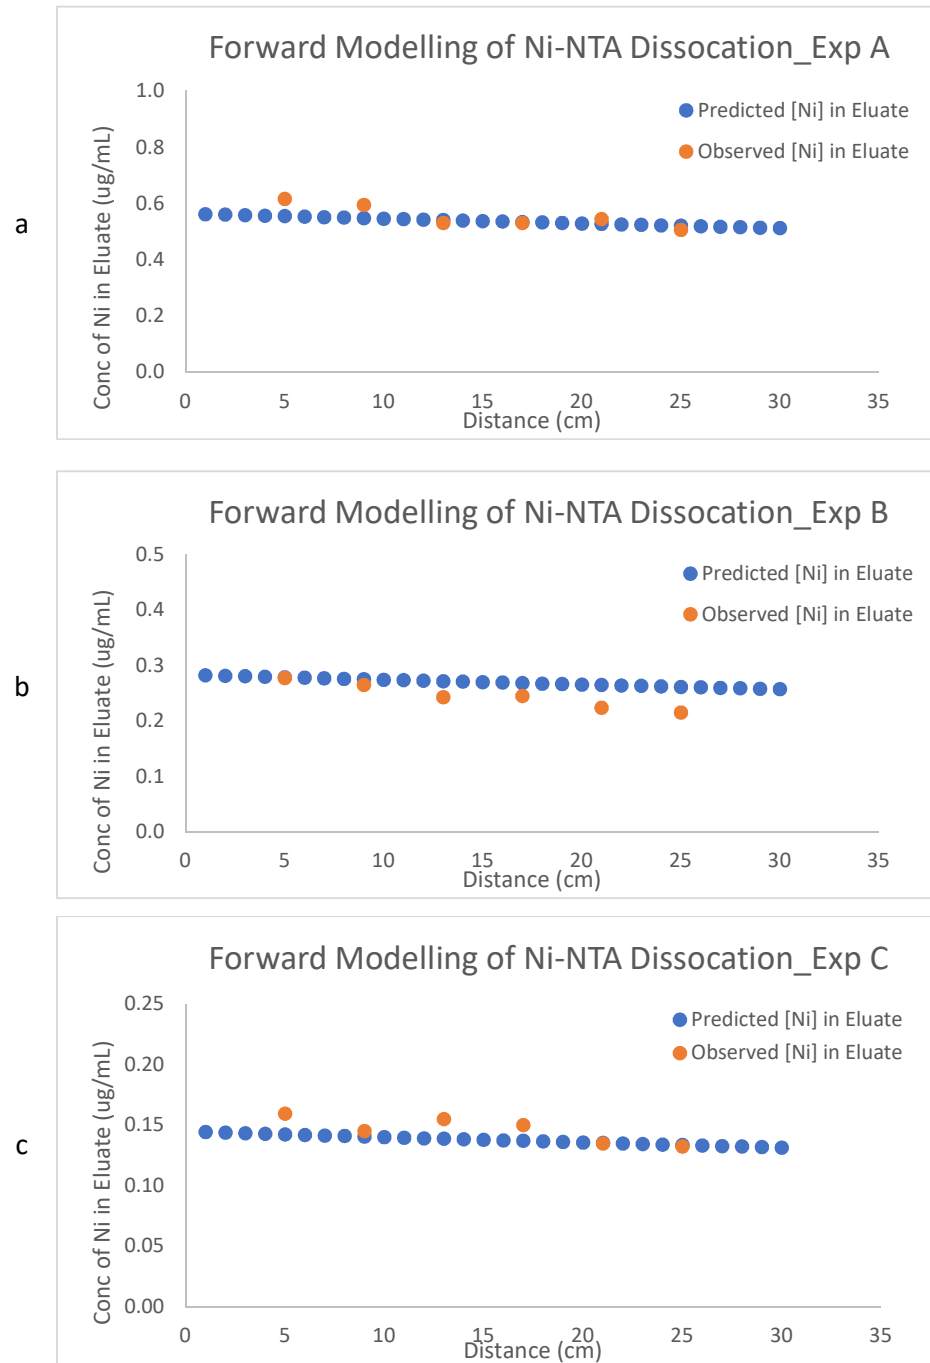 Forward Modelling of Ni-NTA Dissocation_Exp A
Predicted [Ni] in Eluate
Observed [Ni] in Eluate
Conc of Ni in Eluate (ug/mL)
1.0
0.8
0.6
0.4
0.2
0.0
0 5 10 15 20 25 30 35
Distance (cm)
a
Forward Modelling of Ni-NTA Dissocation_Exp B
Predicted [Ni] in Eluate
Observed [Ni] in Eluate
Conc of Ni in Eluate (ug/mL)
0.5
0.4
0.3
0.2
0.1
0.0
0 5 10 15 20 25 30 35
Distance (cm)
b
Forward Modelling of Ni-NTA Dissocation_Exp C
Predicted [Ni] in Eluate
Observed [Ni] in Eluate
Conc of Ni in Eluate (ug/mL)
0.25
0.20
0.15
0.10
0.05
0.00
0 5 10 15 20 25 30 35
Distance (cm)
c